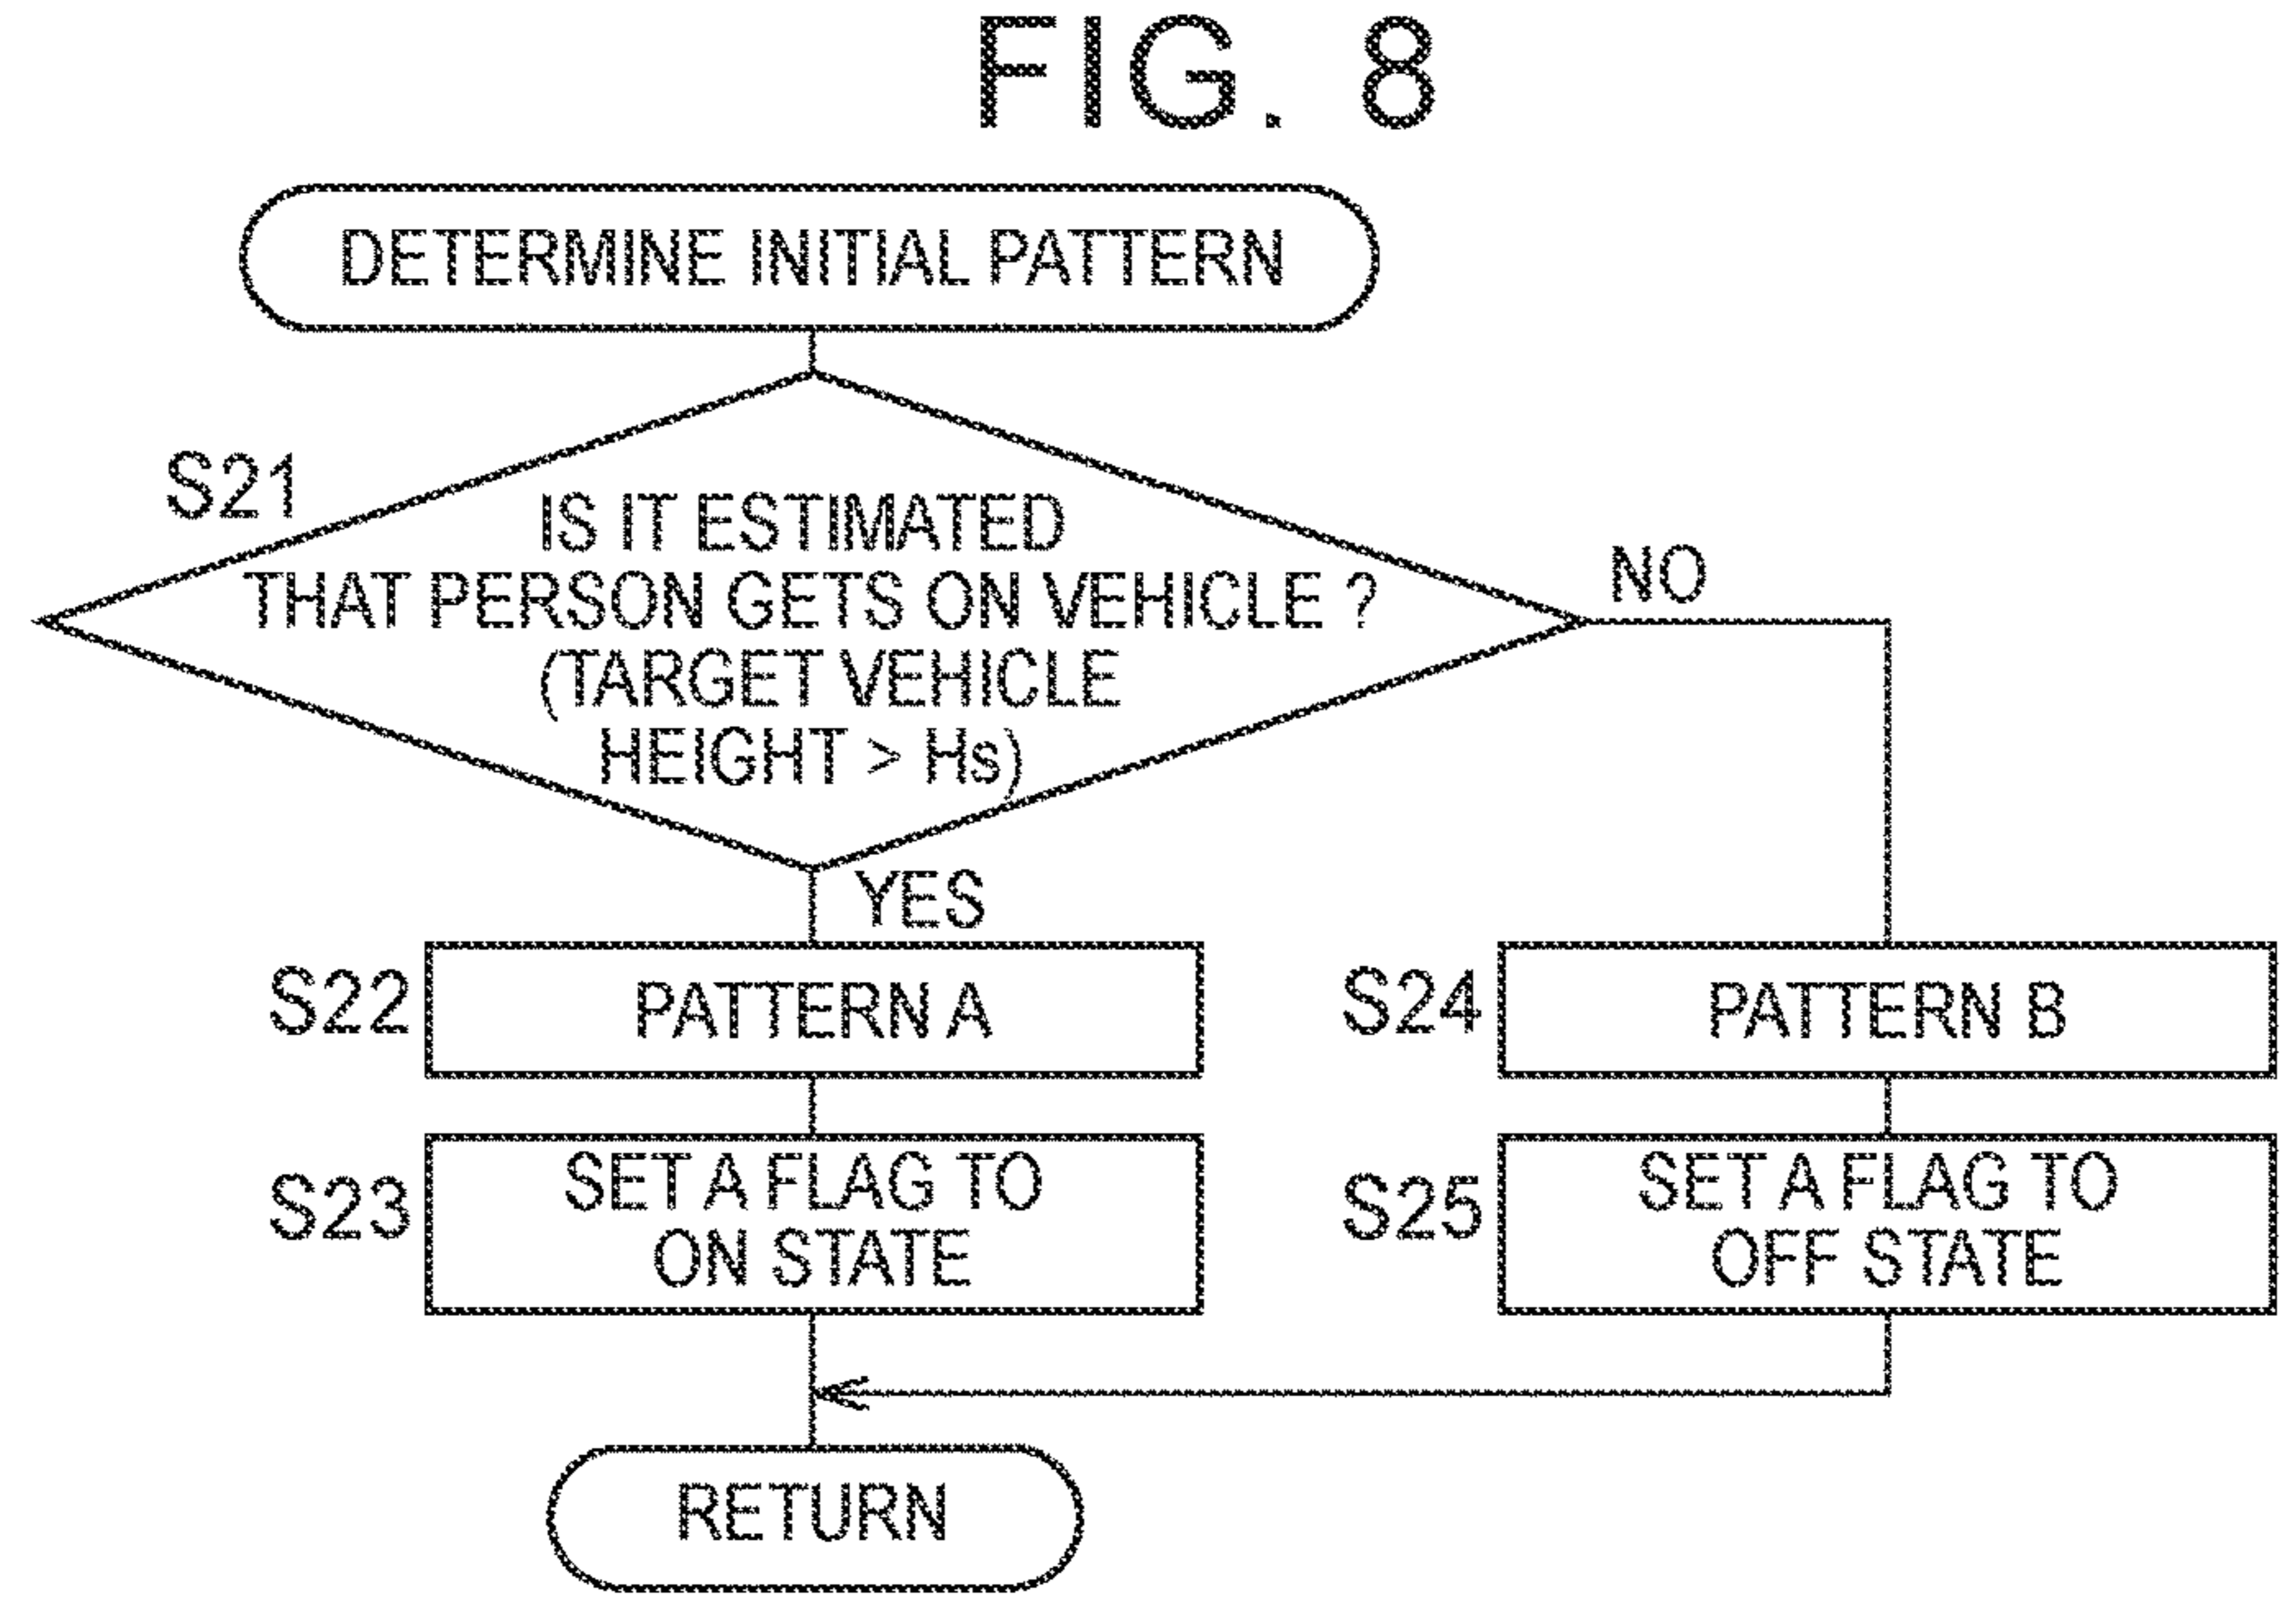 FIG. 8
DETERMINE INITIAL PATTERN
S21
IS IT ESTIMATED
THAT PERSON GETS ON VEHICLE ?
(TARGET VEHICLE
HEIGHT > Hs)
NO
YES
S22
PATTERN A
S24
PATTERN B
S23
SET A FLAG TO
ON STATE
S25
SET A FLAG TO
OFF STATE
RETURN